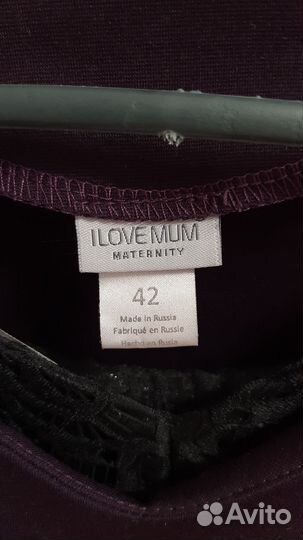 I LOVE MUM
MATERNITY
42
Made in Russia
Fabriqué en Russie
Hecho en Rusia
Avito